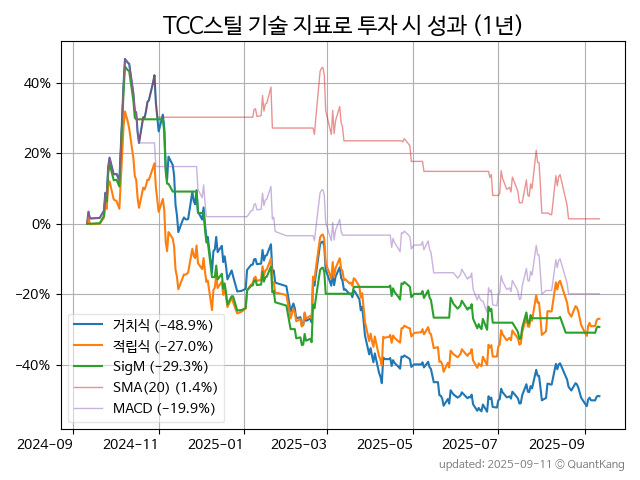 TCC스틸 기술 지표로 투자 시 성과 (1년)
40%
20%
0%
−20%
−40%
거치식 (−48.9%)
적립식 (−27.0%)
SigM (−29.3%)
SMA(20) (1.4%)
MACD (−19.9%)
2024-09
2024-11
2025-01
2025-03
2025-05
2025-07
2025-09
updated: 2025-09-11 © QuantKang